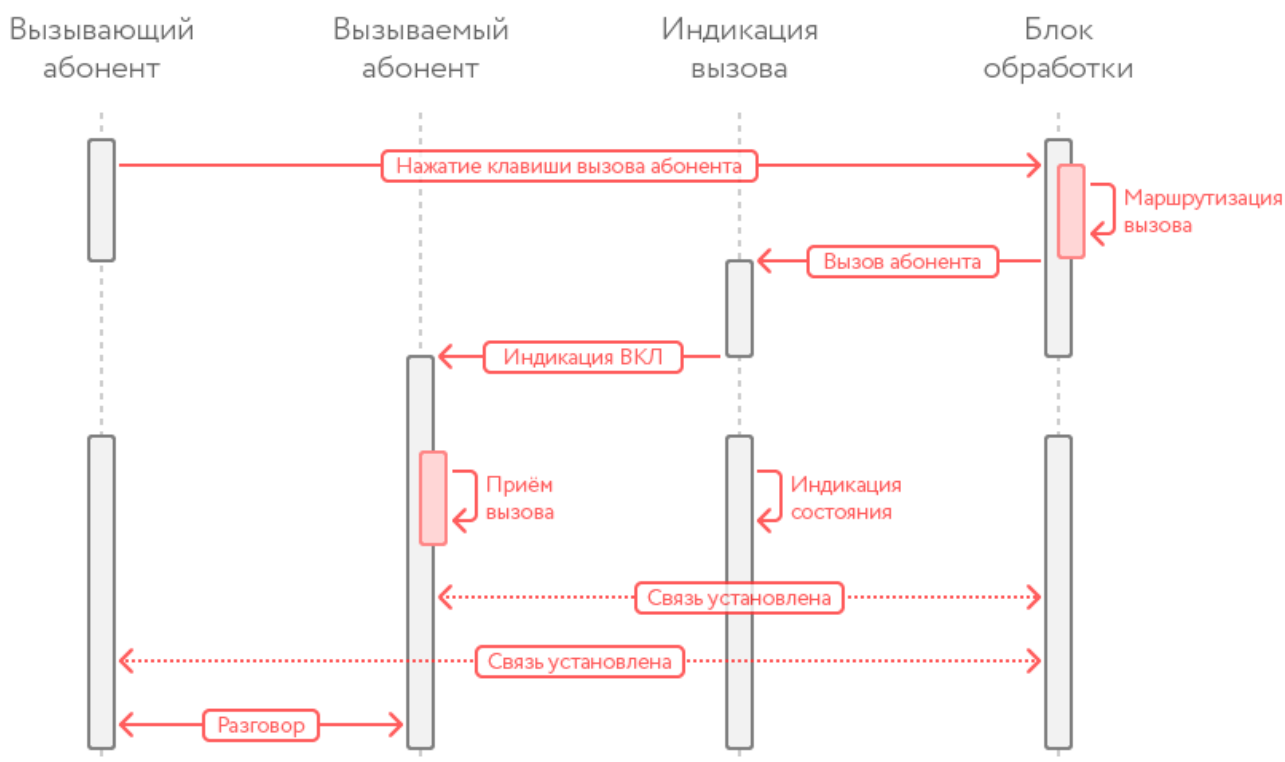 Вызывающий
абонент
Вызываемый
абонент
Индикация
вызова
Блок
обработки
Нажатие клавиши вызова абонента
Маршрутизация
вызова
Вызов абонента
Индикация ВКЛ
Приём
вызова
Индикация
состояния
Связь установлена
Связь установлена
Разговор